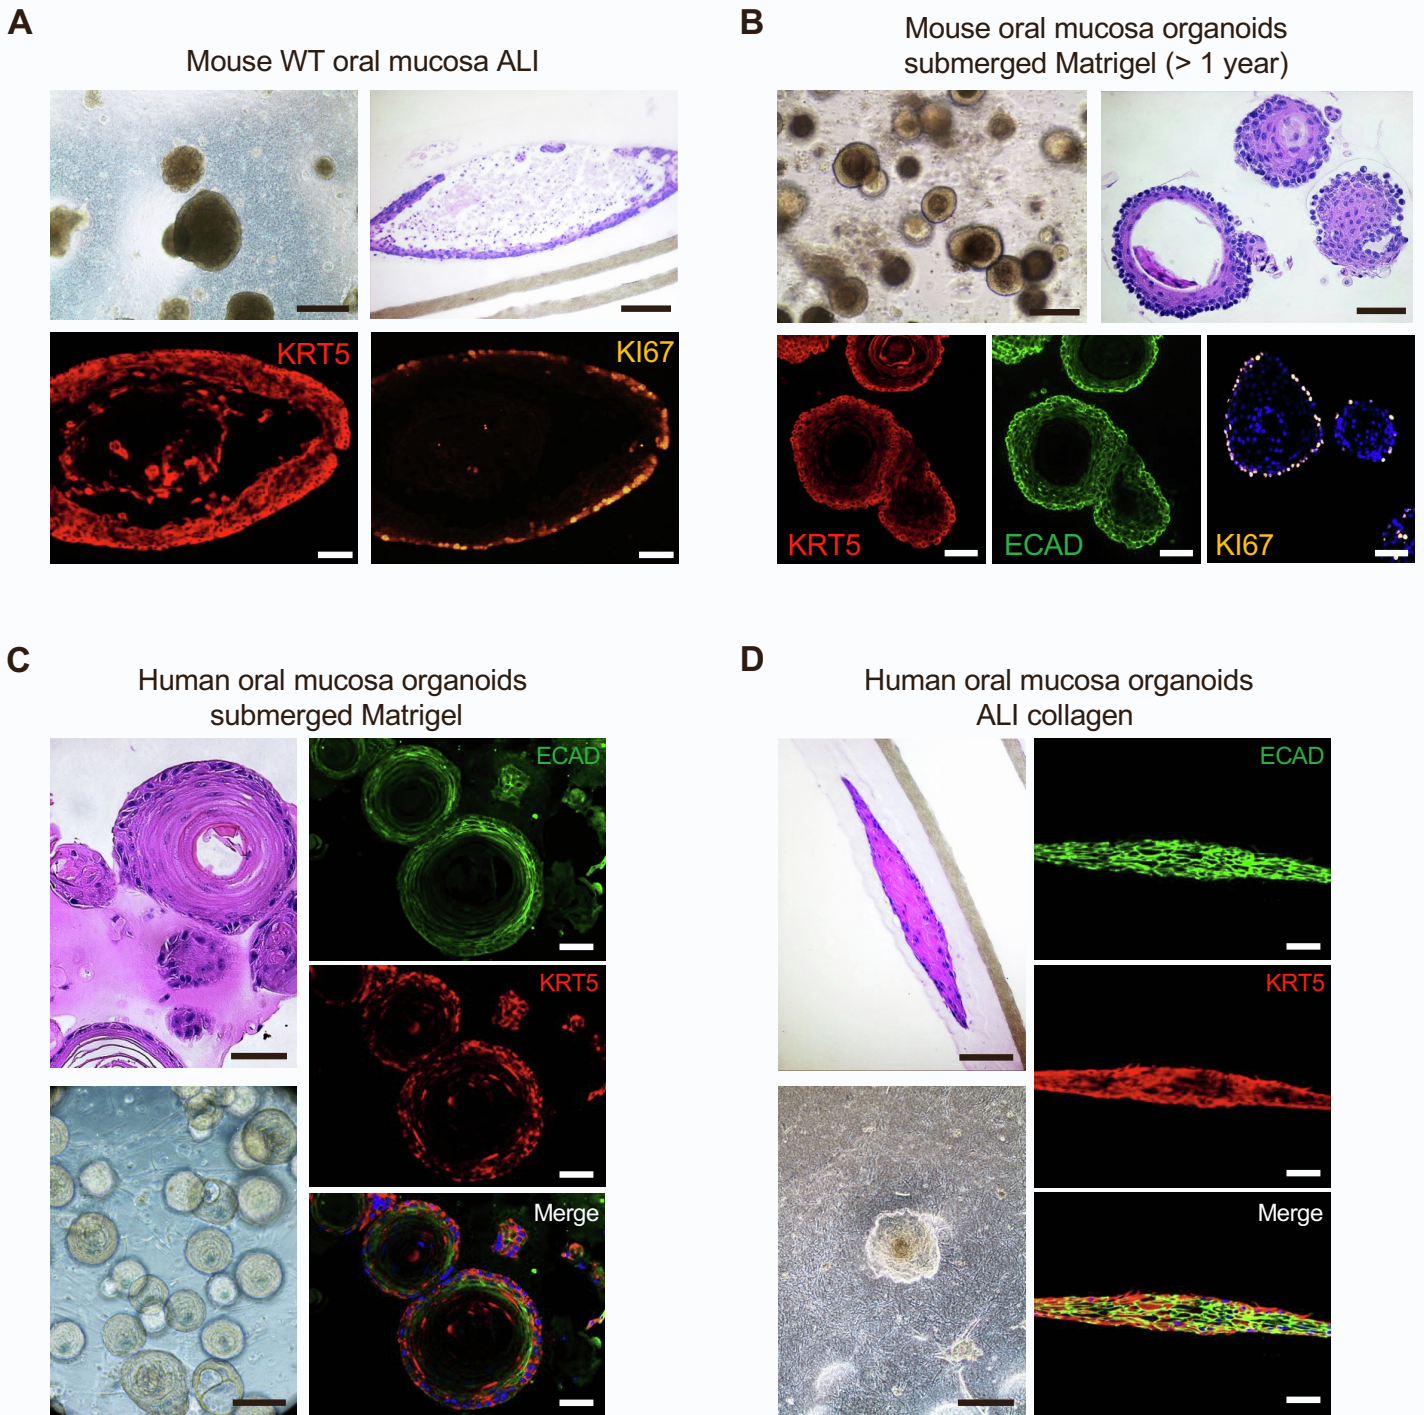 A
Mouse WT oral mucosa ALI
KRT5
KI67
B
Mouse oral mucosa organoids
submerged Matrigel (> 1 year)
KRT5
ECAD
KI67
C
Human oral mucosa organoids
submerged Matrigel
ECAD
KRT5
Merge
D
Human oral mucosa organoids
ALI collagen
ECAD
KRT5
Merge